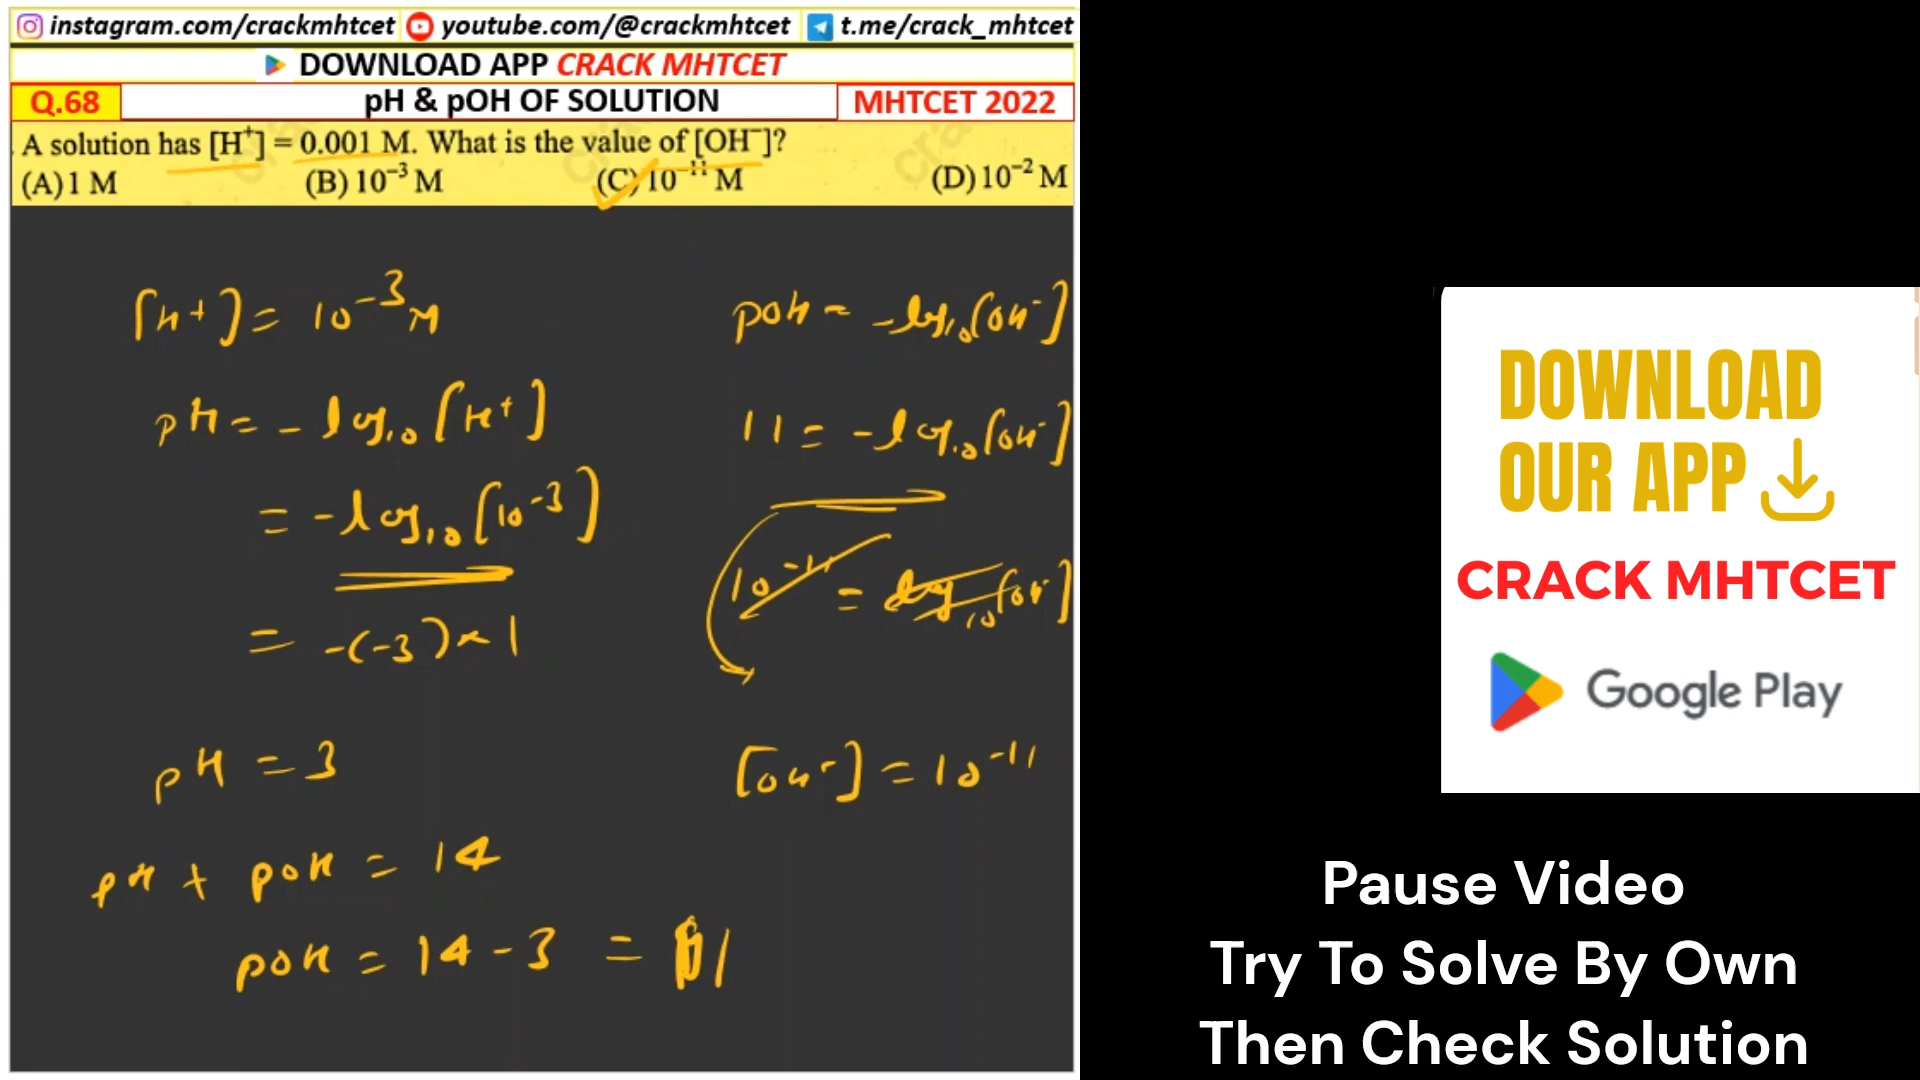 instagram.com/crackmhtcet youtube.com/@crackmhtcet t.me/crack_mhtcet
DOWNLOAD APP CRACK MHTCET
Q.68 pH & pOH OF SOLUTION MHTCET 2022
A solution has [H⁺] = 0.001 M. What is the value of [OH⁻]?
(A) 1 M (B) 10⁻³ M (C) 10⁻¹¹ M (D) 10⁻² M
[H+] = 10⁻³ M
pH = - log₁₀ [H+]
= -log₁₀ [10⁻³]
= -(-3) × 1
pH = 3
pH + pOH = 14
pOH = 14 - 3 = 11
pOH = -log₁₀ [OH⁻]
11 = -log₁₀ [OH⁻]
10⁻¹¹ = log₁₀ [OH⁻]
[OH⁻] = 10⁻¹¹
DOWNLOAD
OUR APP
CRACK MHTCET
Google Play
Pause Video
Try To Solve By Own
Then Check Solution